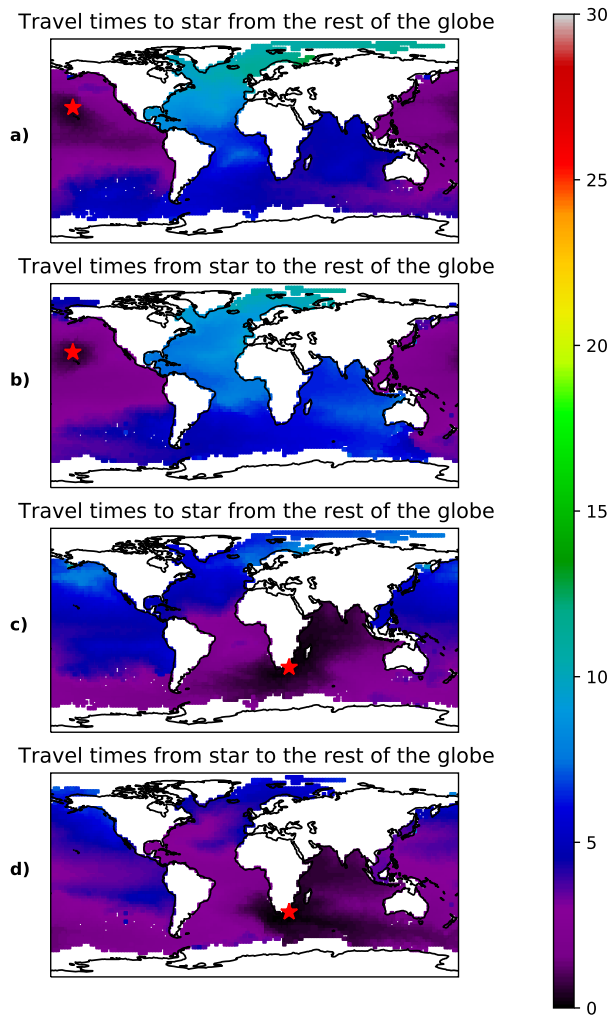 Travel times to star from the rest of the globe
a)
Travel times from star to the rest of the globe
b)
Travel times to star from the rest of the globe
c)
Travel times from star to the rest of the globe
d)
30
25
20
15
10
5
0